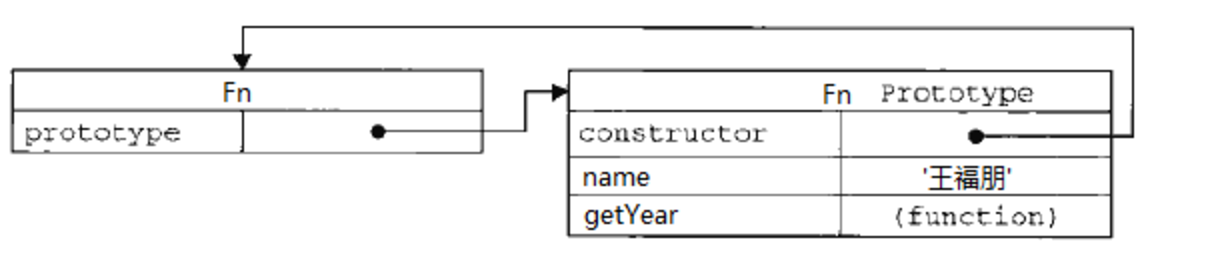 Fn
prototype
Fn Prototype
constructor
name '王福朋'
getYear (function)